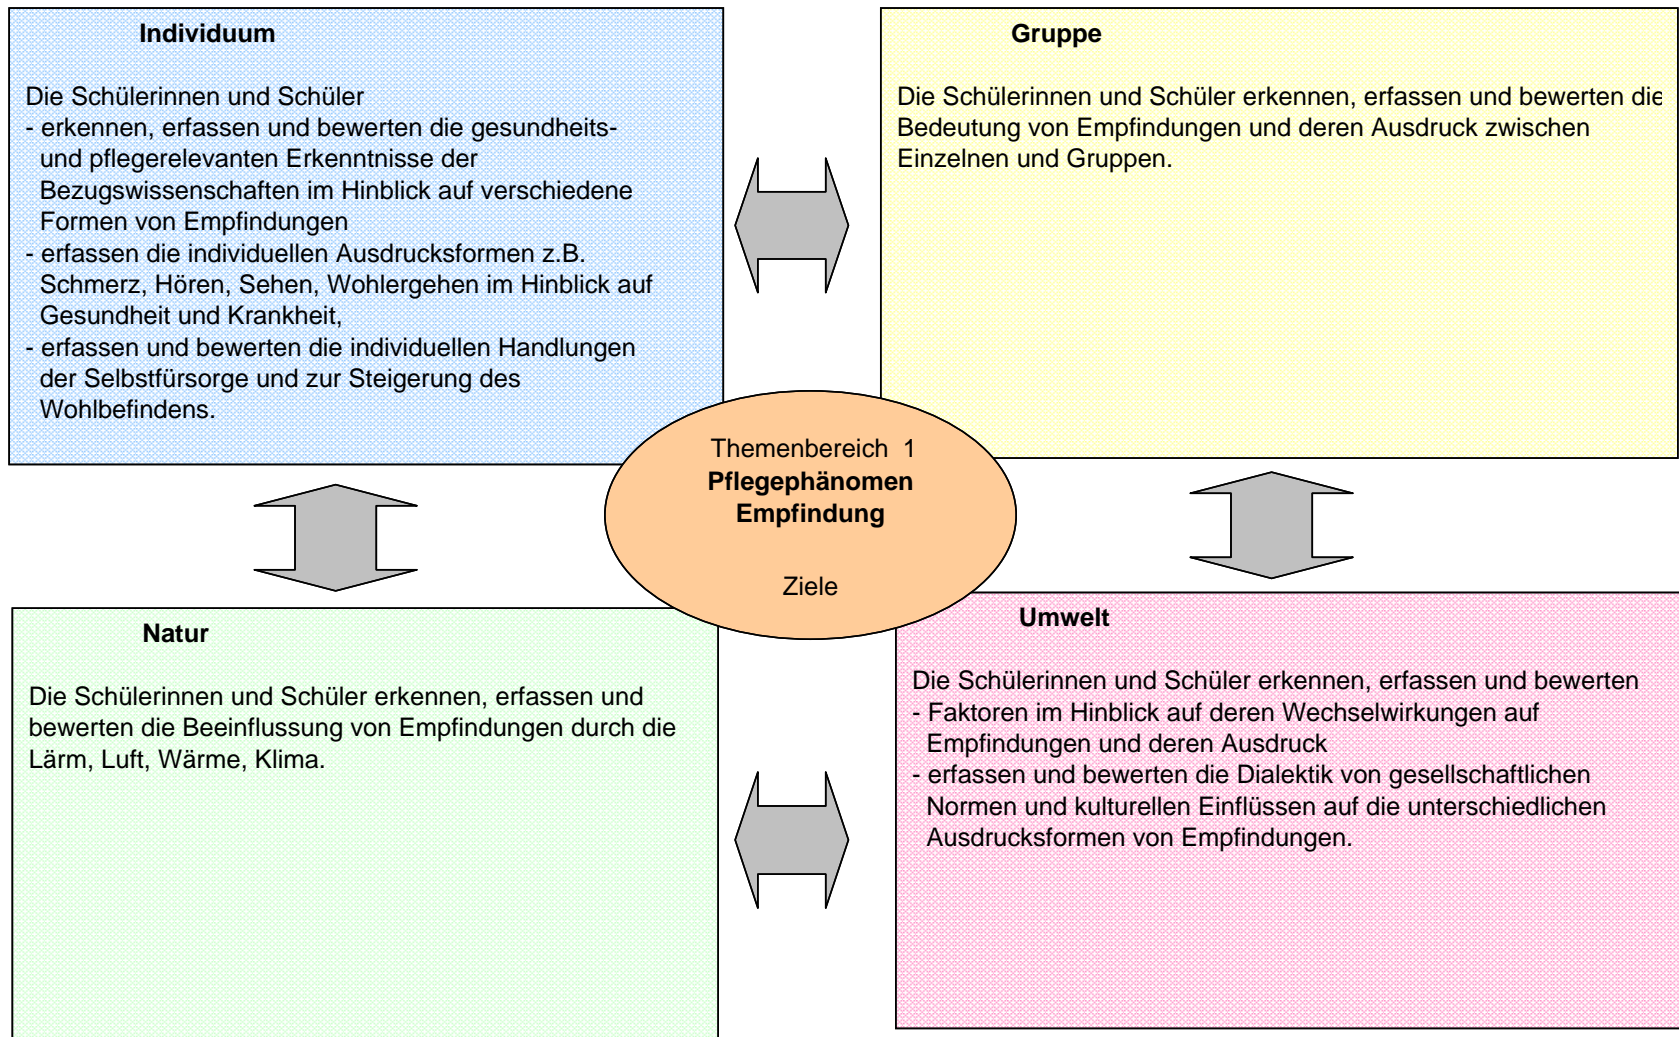 Individuum
Die Schülerinnen und Schüler
- erkennen, erfassen und bewerten die gesundheits-
und pflegerelevanten Erkenntnisse der
Bezugswissenschaften im Hinblick auf verschiedene
Formen von Empfindungen
- erfassen die individuellen Ausdrucksformen z.B.
Schmerz, Hören, Sehen, Wohlergehen im Hinblick auf
Gesundheit und Krankheit,
- erfassen und bewerten die individuellen Handlungen
der Selbstfürsorge und zur Steigerung des
Wohlbefindens.
Gruppe
Die Schülerinnen und Schüler erkennen, erfassen und bewerten die
Bedeutung von Empfindungen und deren Ausdruck zwischen
Einzelnen und Gruppen.
Themenbereich 1
Pflegephänomen
Empfindung
Ziele
Natur
Die Schülerinnen und Schüler erkennen, erfassen und
bewerten die Beeinflussung von Empfindungen durch die
Lärm, Luft, Wärme, Klima.
Umwelt
Die Schülerinnen und Schüler erkennen, erfassen und bewerten
- Faktoren im Hinblick auf deren Wechselwirkungen auf
Empfindungen und deren Ausdruck
- erfassen und bewerten die Dialektik von gesellschaftlichen
Normen und kulturellen Einflüssen auf die unterschiedlichen
Ausdrucksformen von Empfindungen.